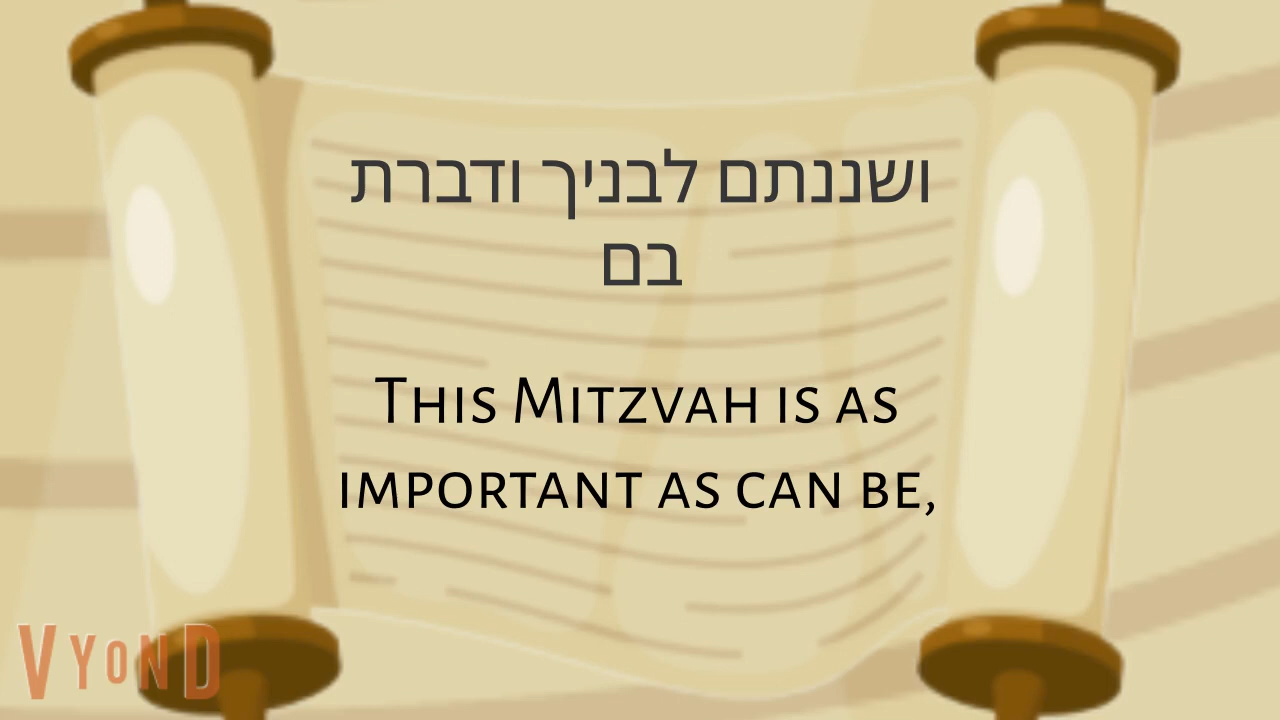 ושננתם לבניך ודברת
בם
This Mitzvah is as
important as can be,
Vyond